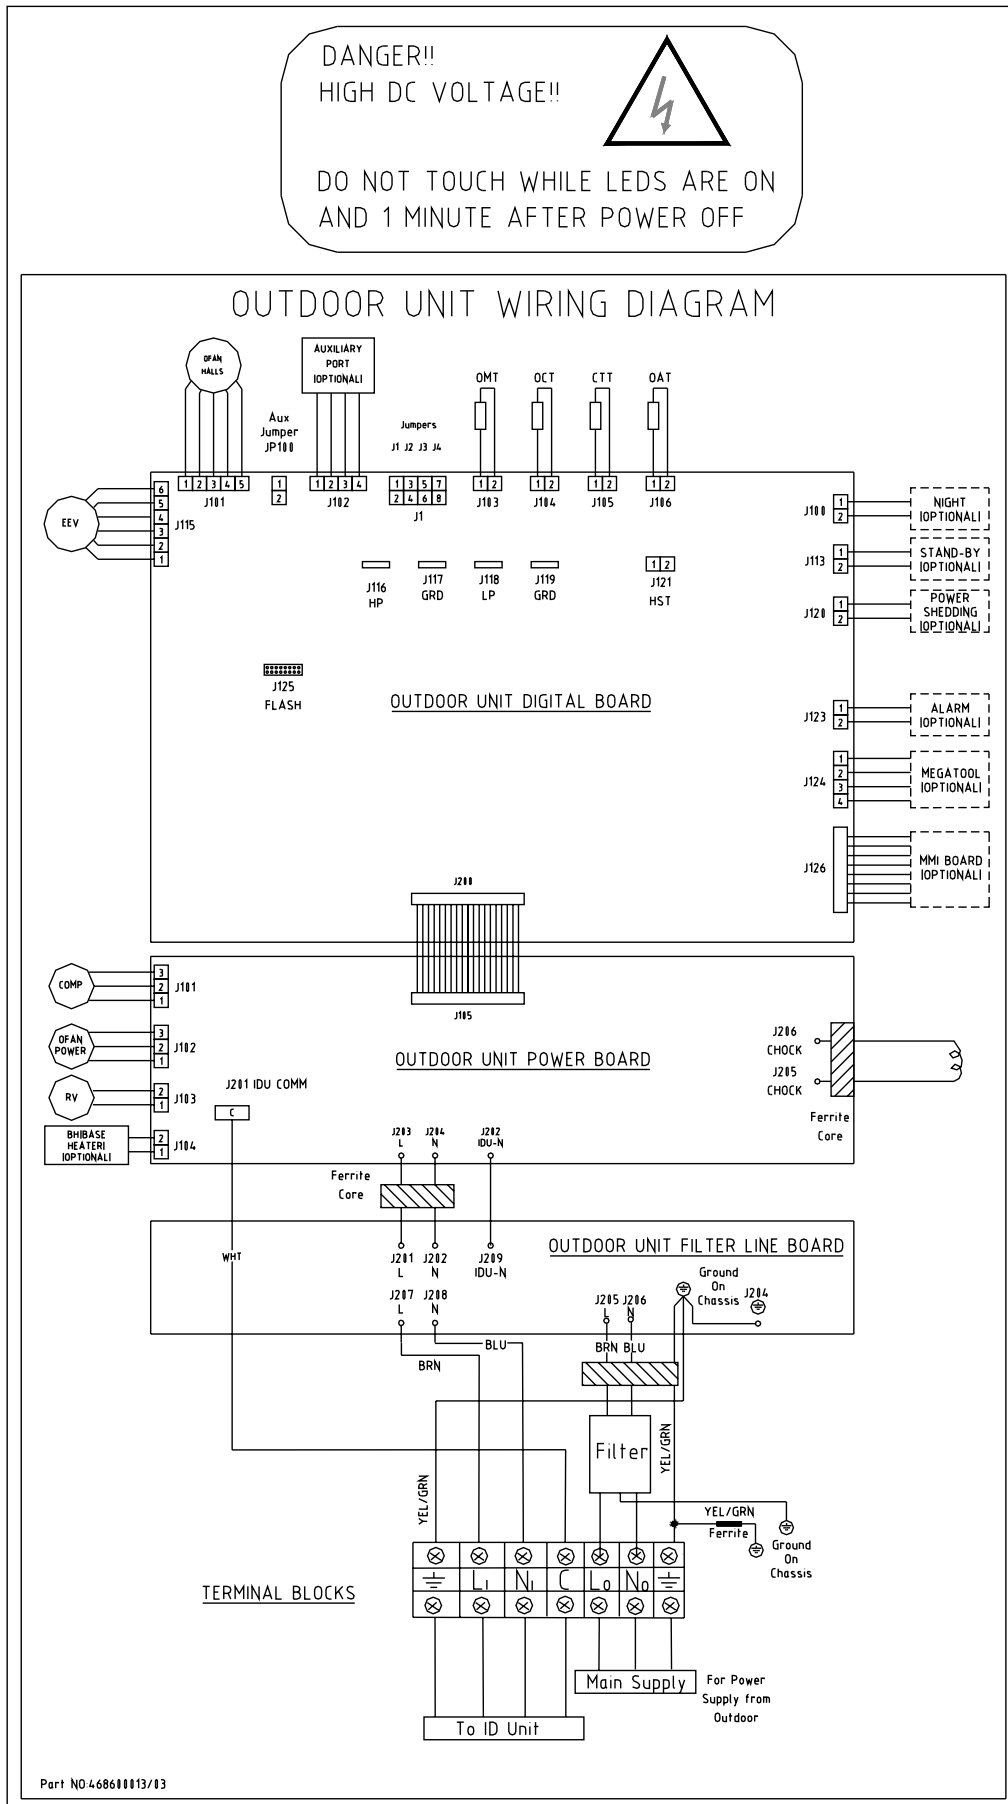 DANGER!!
HIGH DC VOLTAGE!!
DO NOT TOUCH WHILE LEDS ARE ON
AND 1 MINUTE AFTER POWER OFF
OUTDOOR UNIT WIRING DIAGRAM
OFAN
HALLS
AUXILIARY
PORT
(OPTIONAL)
Aux
Jumper
JP100
Jumpers
J1 J2 J3 J4
OMT
OCT
CTT
OAT
1 2 3 4 5
J101
1
2
1 2 3 4
J102
1 3 5 7
2 4 6 8
J1
1 2
J103
1 2
J104
1 2
J105
1 2
J106
EEV
6
5
4
3
2
1
J115
J116
HP
J117
GRD
J118
LP
J119
GRD
1 2
J121
HST
J100
1
2
NIGHT
(OPTIONAL)
J113
1
2
STAND-BY
(OPTIONAL)
J120
1
2
POWER
SHEDDING
(OPTIONAL)
J125
FLASH
OUTDOOR UNIT DIGITAL BOARD
J123
1
2
ALARM
(OPTIONAL)
J124
1
2
3
4
MEGATOOL
(OPTIONAL)
J126
MMI BOARD
(OPTIONAL)
J200
J105
COMP
3
2
1
J101
OFAN
POWER
3
2
1
J102
RV
2
1
J103
BH(BASE
HEATER)
(OPTIONAL)
2
1
J104
OUTDOOR UNIT POWER BOARD
J201 IDU COMM
C
J206
CHOCK
J205
CHOCK
Ferrite
Core
J203
L
J204
N
J202
IDU-N
Ferrite
Core
WHT
J201
L
J202
N
J209
IDU-N
OUTDOOR UNIT FILTER LINE BOARD
J207
L
J208
N
J205
L
J206
N
Ground
On
Chassis
J204
BLU
BRN
BRN BLU
Filter
YEL/GRN
YEL/GRN
YEL/GRN
Ferrite
Ground
On
Chassis
TERMINAL BLOCKS
L1 N1 C L0 N0
Main Supply
For Power
Supply from
Outdoor
To ID Unit
Part NO:468600013/03